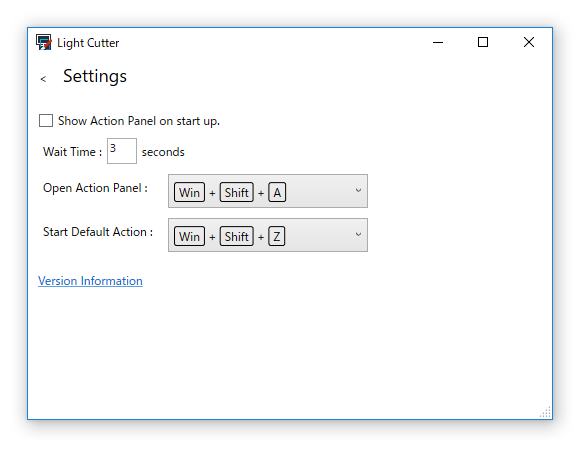 Light Cutter
< Settings
Show Action Panel on start up.
Wait Time : 3 seconds
Open Action Panel : Win + Shift + A
Start Default Action : Win + Shift + Z
Version Information